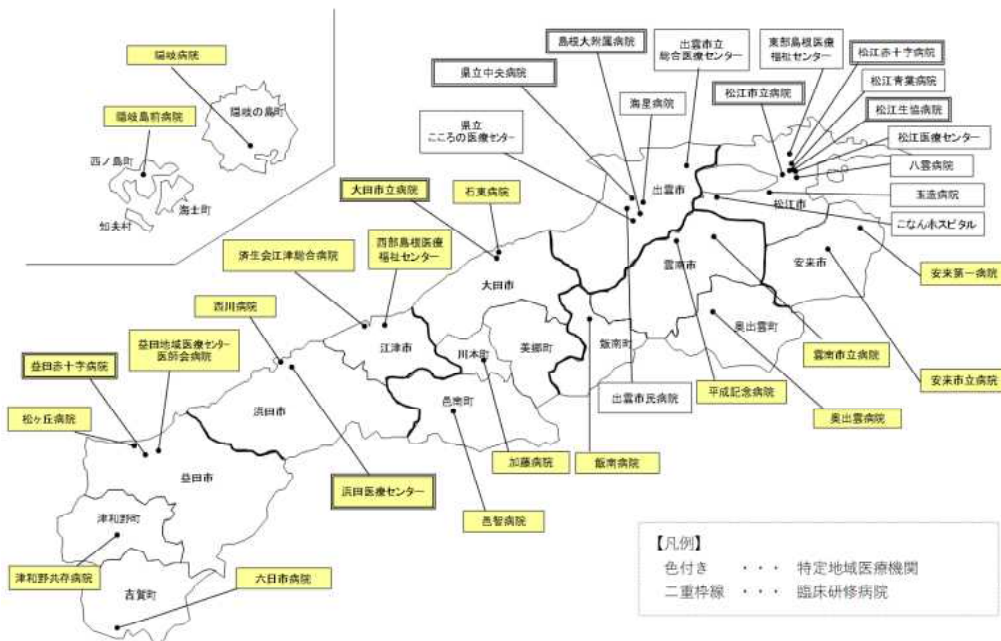 隠岐病院
隠岐の島町
隠岐島前病院
西ノ島町
海士町
知夫村
島根大附属病院
出雲市立
総合医療センター
東部島根医療
福祉センター
松江赤十字病院
県立中央病院
松江青葉病院
松江市立病院
海星病院
松江生協病院
県立
こころの医療センター
松江医療センター
八雲病院
玉造病院
こなんホスピタル
出雲市
松江市
大田市立病院
石東病院
済生会江津総合病院
西部島根医療
福祉センター
大田市
雲南市
安来市
安来第一病院
西川病院
江津市
川本町
美郷町
飯南町
奥出雲町
益田地域医療センター
医師会病院
益田赤十字病院
雲南市立病院
安来市立病院
平成記念病院
出雲市民病院
奥出雲病院
浜田市
邑南町
松ヶ丘病院
加藤病院
飯南病院
益田市
浜田医療センター
邑智病院
津和野町
津和野共存病院
六日市病院
吉賀町
【凡例】
色付き ・・・ 特定地域医療機関
二重枠線 ・・・ 臨床研修病院